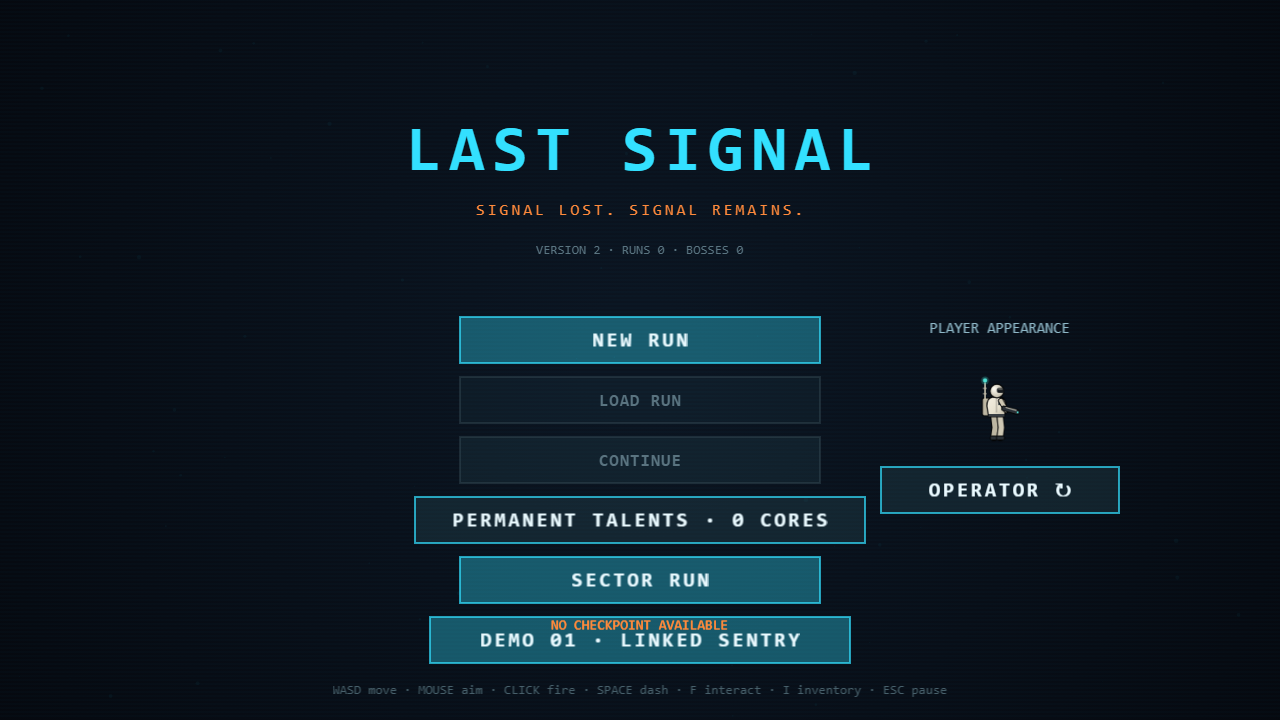 LAST SIGNAL
SIGNAL LOST. SIGNAL REMAINS.
VERSION 2 · RUNS 0 · BOSSES 0
NEW RUN
PLAYER APPEARANCE
LOAD RUN
CONTINUE
OPERATOR ↻
PERMANENT TALENTS · 0 CORES
SECTOR RUN
NO CHECKPOINT AVAILABLE
DEMO 01 · LINKED SENTRY
WASD move · MOUSE aim · CLICK fire · SPACE dash · F interact · I inventory · ESC pause